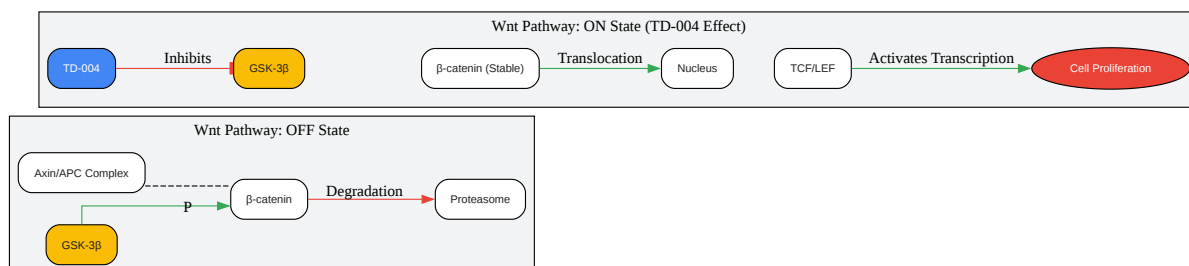 Wnt Pathway: ON State (TD-004 Effect)
TD-004
Inhibits
GSK-3β
β-catenin (Stable)
Translocation
Nucleus
TCF/LEF
Activates Transcription
Cell Proliferation
Wnt Pathway: OFF State
Axin/APC Complex
β-catenin
Degradation
Proteasome
P
GSK-3β